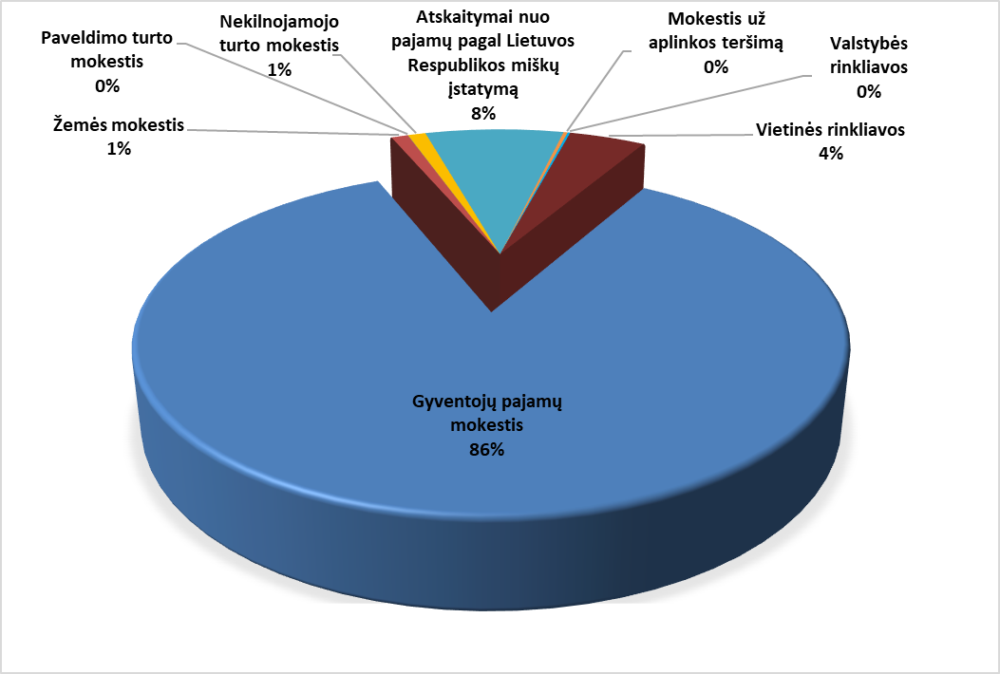 Paveldimo turto
mokestis
0%
Nekilnojamojo
turto mokestis
1%
Atskaitymai nuo
pajamų pagal Lietuvos
Respublikos miškų
įstatymą
8%
Mokestis už
aplinkos teršimą
0%
Valstybės
rinkliavos
0%
Žemės mokestis
1%
Vietinės rinkliavos
4%
Gyventojų pajamų
mokestis
86%